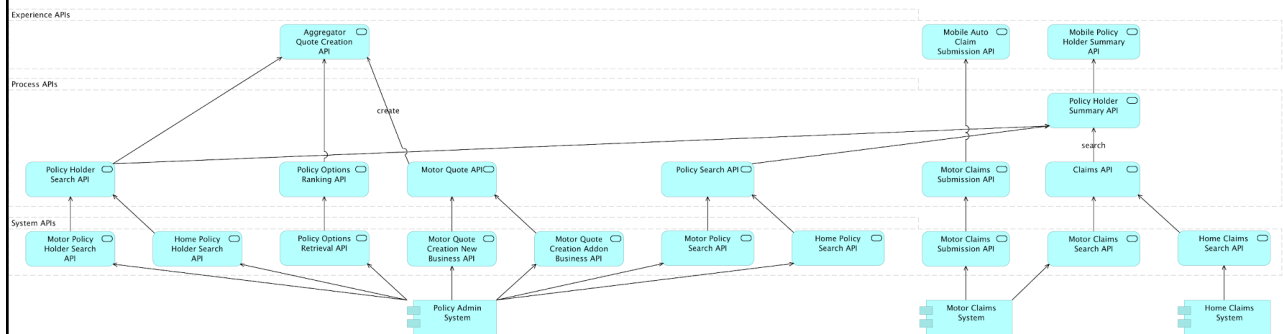 Experience APIs
Aggregator
Quote Creation
API
Mobile Auto
Claim
Submission API
Mobile Policy
Holder Summary
API
Process APIs
create
Policy Holder
Summary API
search
Policy Holder
Search API
Policy Options
Ranking API
Motor Quote API
Policy Search API
Motor Claims
Submission API
Claims API
System APIs
Motor Policy
Holder Search
API
Home Policy
Holder Search
API
Policy Options
Retrieval API
Motor Quote
Creation New
Business API
Motor Quote
Creation Addon
Business API
Motor Policy
Search API
Home Policy
Search API
Motor Claims
Submission API
Motor Claims
Search API
Home Claims
Search API
Policy Admin
System
Motor Claims
System
Home Claims
System